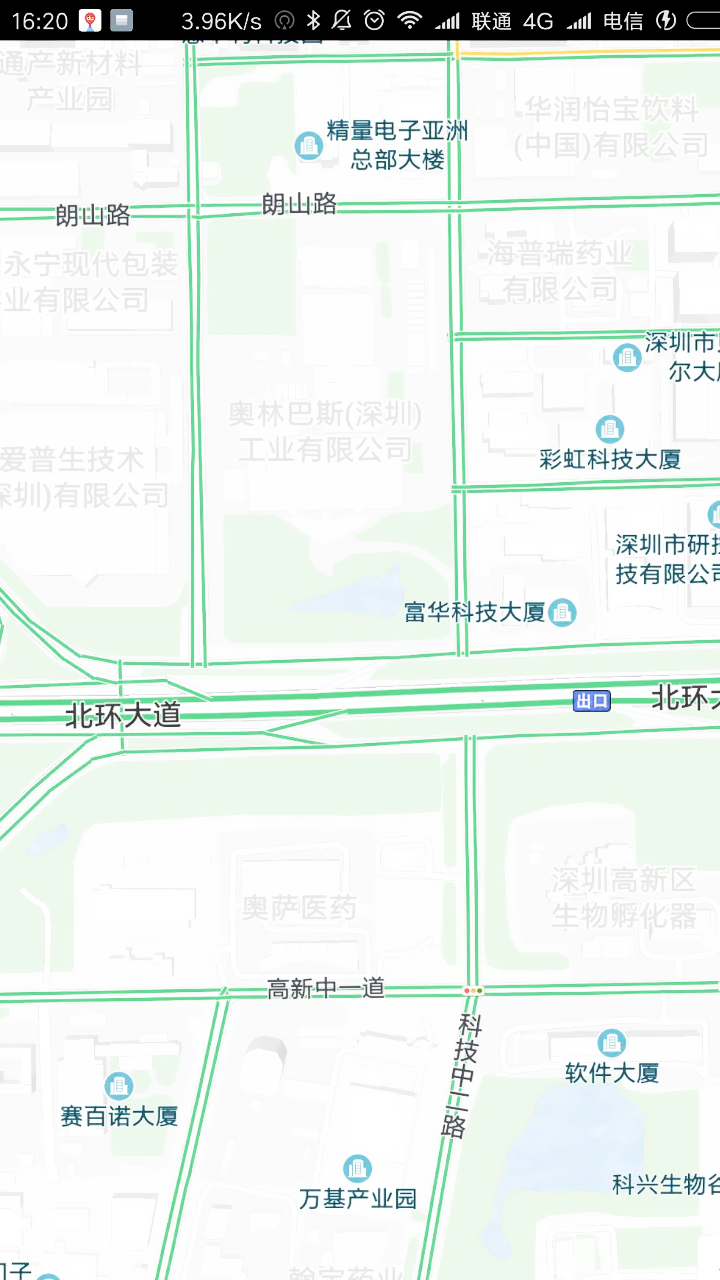 16:20 3.96K/s 联通 4G 电信
通产新材料
产业园
精量电子亚洲
总部大楼
华润怡宝饮料
(中国)有限公司
朗山路
朗山路
永宁现代包装
业有限公司
海普瑞药业
有限公司
深圳市
尔大
奥林巴斯(深圳)
工业有限公司
爱普生技术
深圳)有限公司
彩虹科技大厦
深圳市研
技有限公司
富华科技大厦
北环大道
出口
北环大
奥萨医药
深圳高新区
生物孵化器
高新中一道
科技中二路
软件大厦
赛百诺大厦
万基产业园
科兴生物谷
翰宇药业